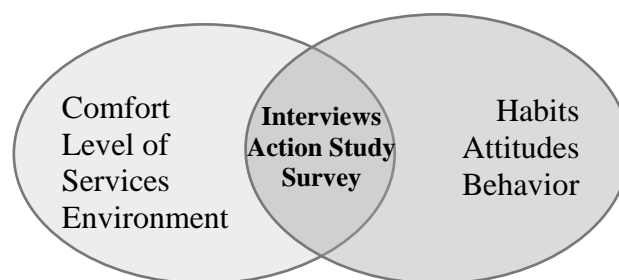 Comfort
Level of
Services
Environment
Interviews
Action Study
Survey
Habits
Attitudes
Behavior